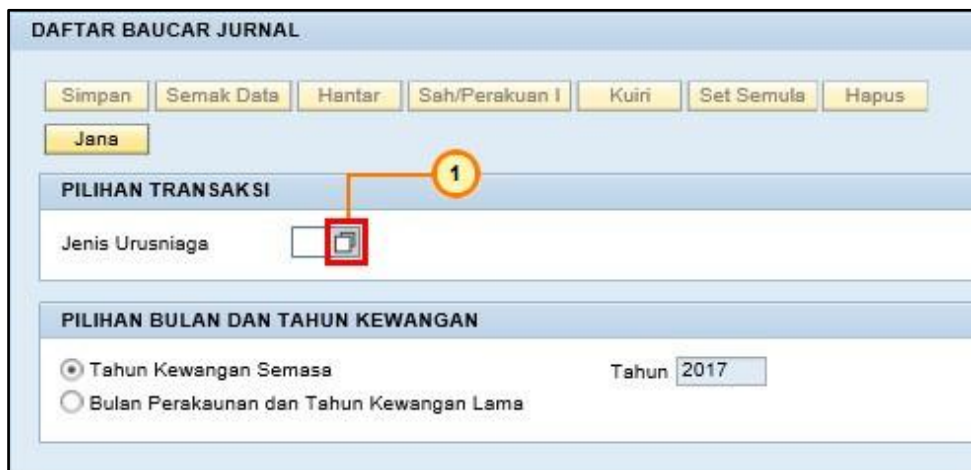 DAFTAR BAUCAR JURNAL
Simpan Semak Data Hantar Sah/Perakuan I Kuiri Set Semula Hapus
Jana
1
PILIHAN TRANSAKSI
Jenis Urusniaga
PILIHAN BULAN DAN TAHUN KEWANGAN
Tahun Kewangan Semasa Tahun 2017
Bulan Perakaunan dan Tahun Kewangan Lama